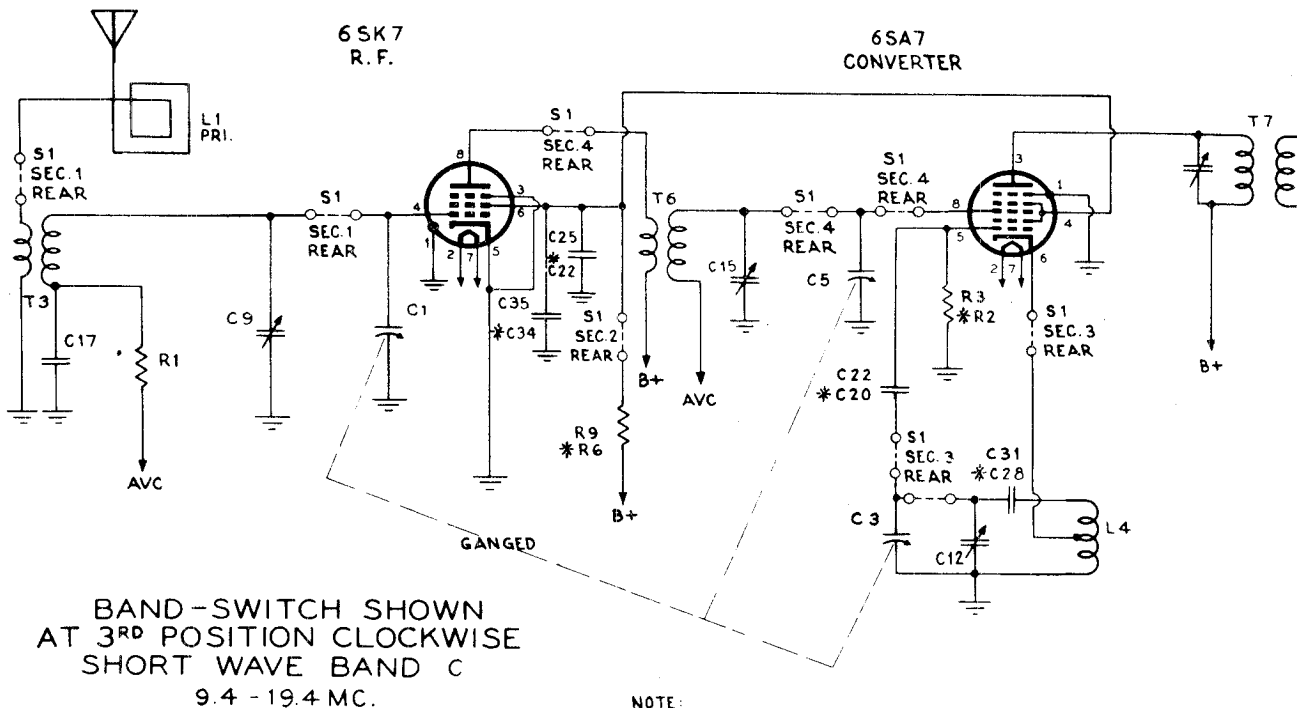 6SK7
R.F.
6SA7
CONVERTER
L1
PRI.
S1
SEC.1
REAR
T3
C17
R1
AVC
C9
S1
SEC.1
REAR
C1
4
8
3
6
1
2
7
5
S1
SEC.4
REAR
C25
*C22
C35
*C34
S1
SEC.2
REAR
R9
*R6
B+
T6
B+
AVC
C15
S1
SEC.4
REAR
C5
S1
SEC.4
REAR
8
5
3
1
4
2
7
6
R3
*R2
C22
*C20
S1
SEC.3
REAR
S1
SEC.3
REAR
C31
*C28
C3
C12
L4
T7
B+
GANGED
BAND-SWITCH SHOWN
AT 3RD POSITION CLOCKWISE
SHORT WAVE BAND C
9.4 - 19.4 MC.
NOTE: